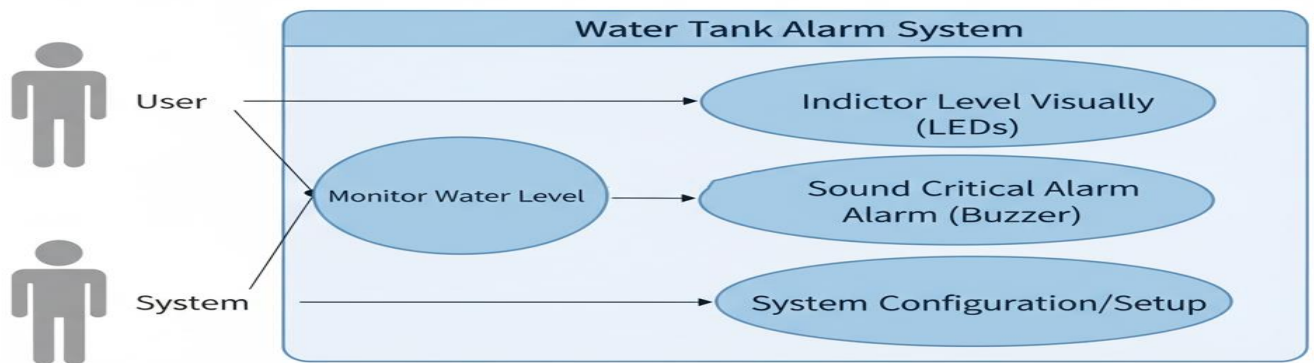 Water Tank Alarm System
User
Indictor Level Visually
(LEDs)
Monitor Water Level
Sound Critical Alarm
Alarm (Buzzer)
System
System Configuration/Setup